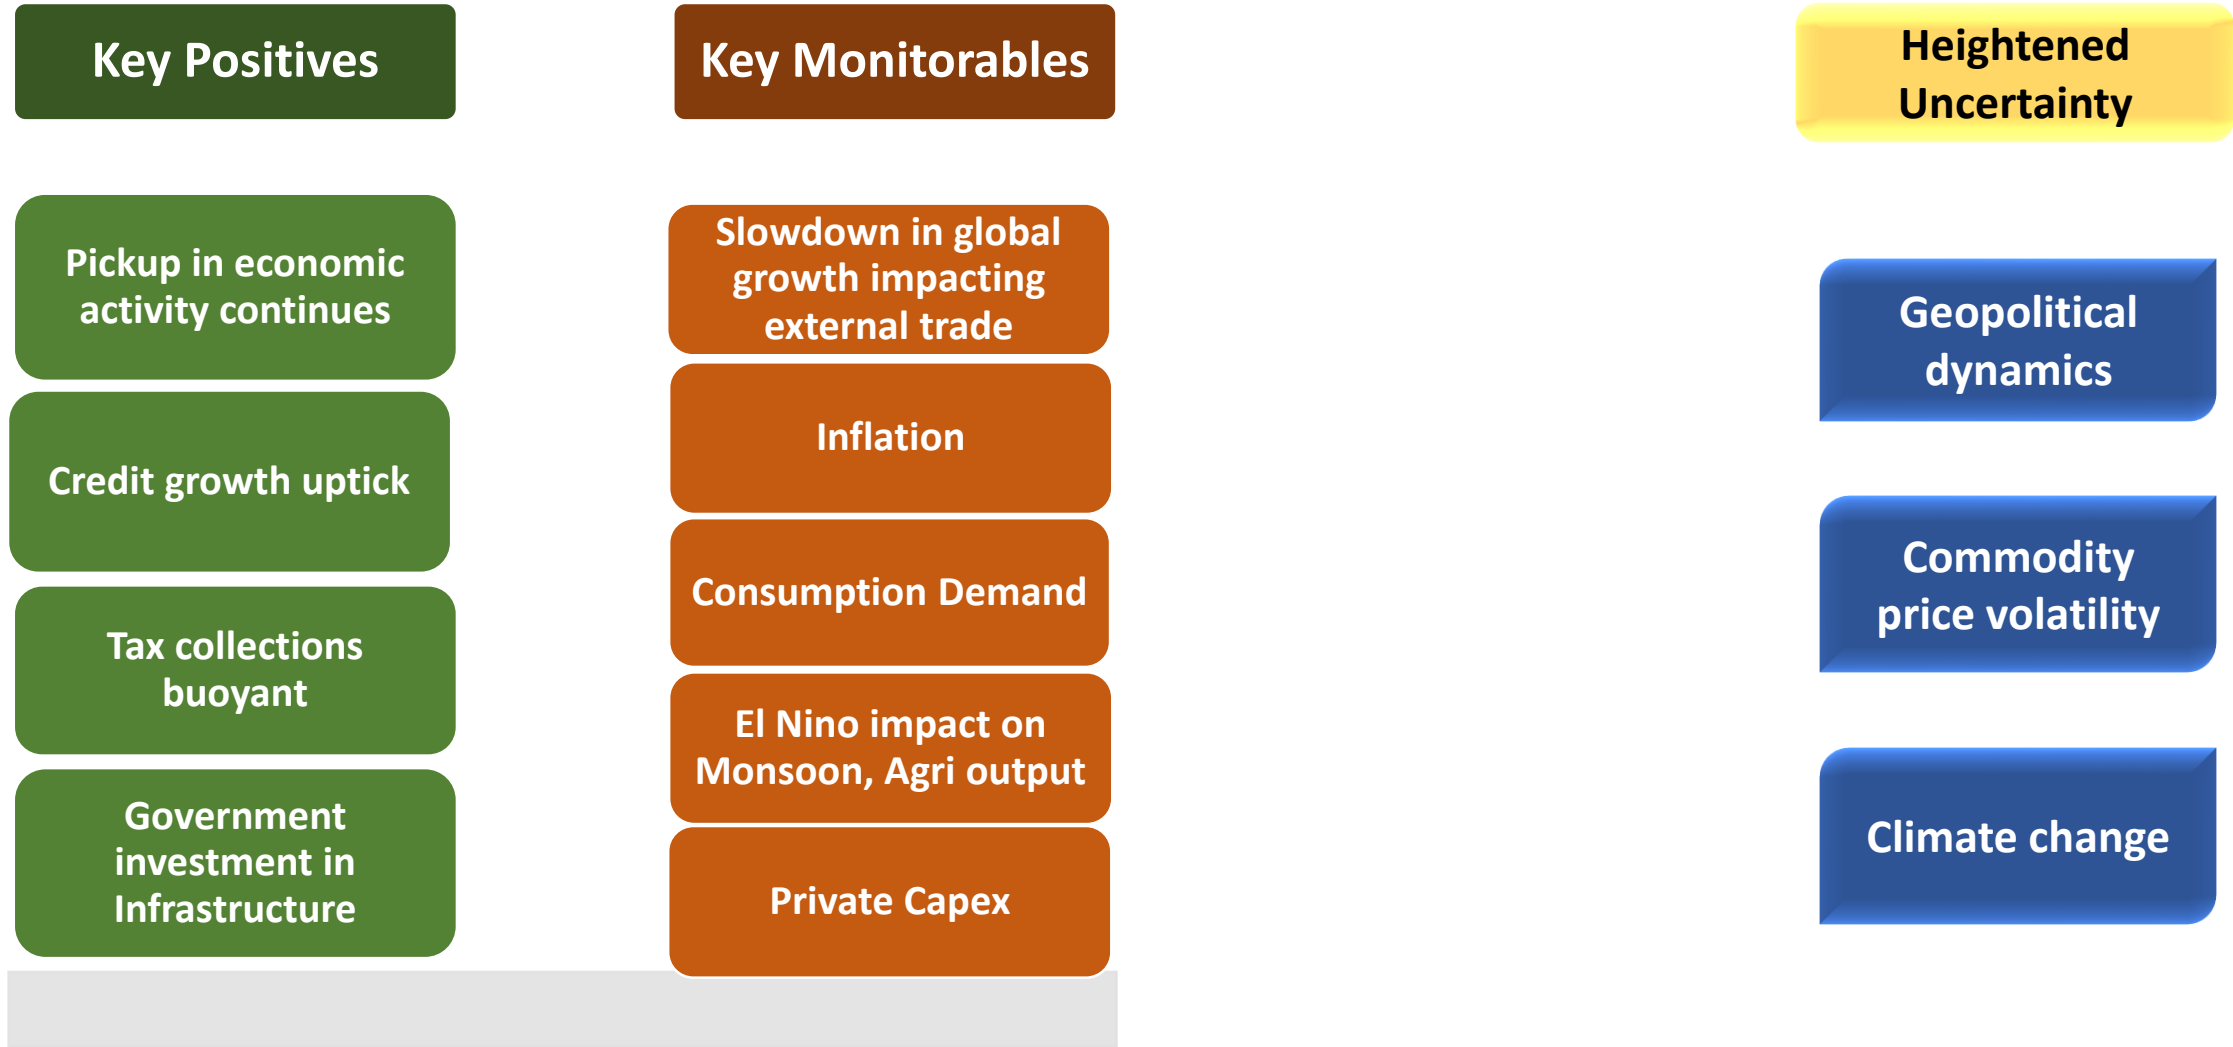 Key Positives
Pickup in economic
activity continues
Credit growth uptick
Tax collections
buoyant
Government
investment in
Infrastructure
Key Monitorables
Slowdown in global
growth impacting
external trade
Inflation
Consumption Demand
El Nino impact on
Monsoon, Agri output
Private Capex
Heightened
Uncertainty
Geopolitical
dynamics
Commodity
price volatility
Climate change